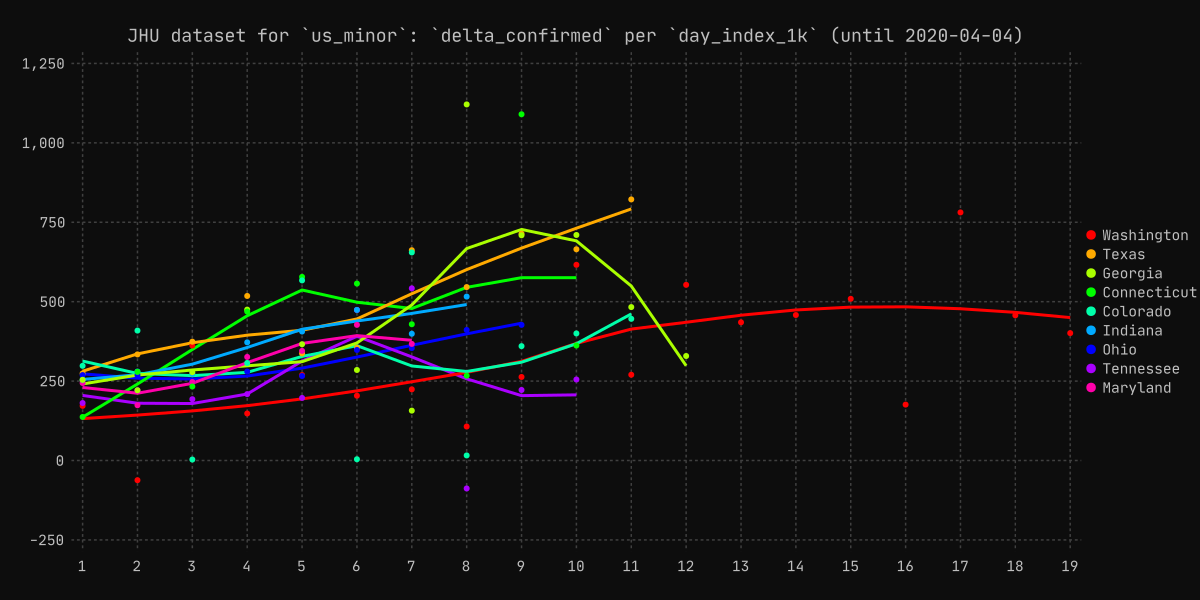 JHU dataset for `us_minor`: `delta_confirmed` per `day_index_1k` (until 2020-04-04)
1,250
1,000
750
500
250
0
−250
1 2 3 4 5 6 7 8 9 10 11 12 13 14 15 16 17 18 19
Washington
Texas
Georgia
Connecticut
Colorado
Indiana
Ohio
Tennessee
Maryland